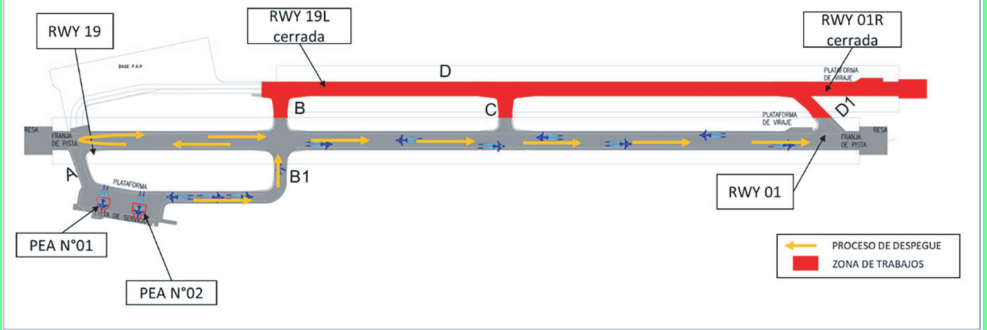 RWY 19
RWY 19L
cerrada
RWY 01R
cerrada
BASE F.A.P
D
PLATAFORMA
DE VIRAJE
B
C
D1
PLATAFORMA
DE VIRAJE
RESA
FRANJA
DE PISTA
FRANJA
DE PISTA
RESA
A
B1
PLATAFORMA
RWY 01
DE
PEA N°01
PEA N°02
PROCESO DE DESPEGUE
ZONA DE TRABAJOS